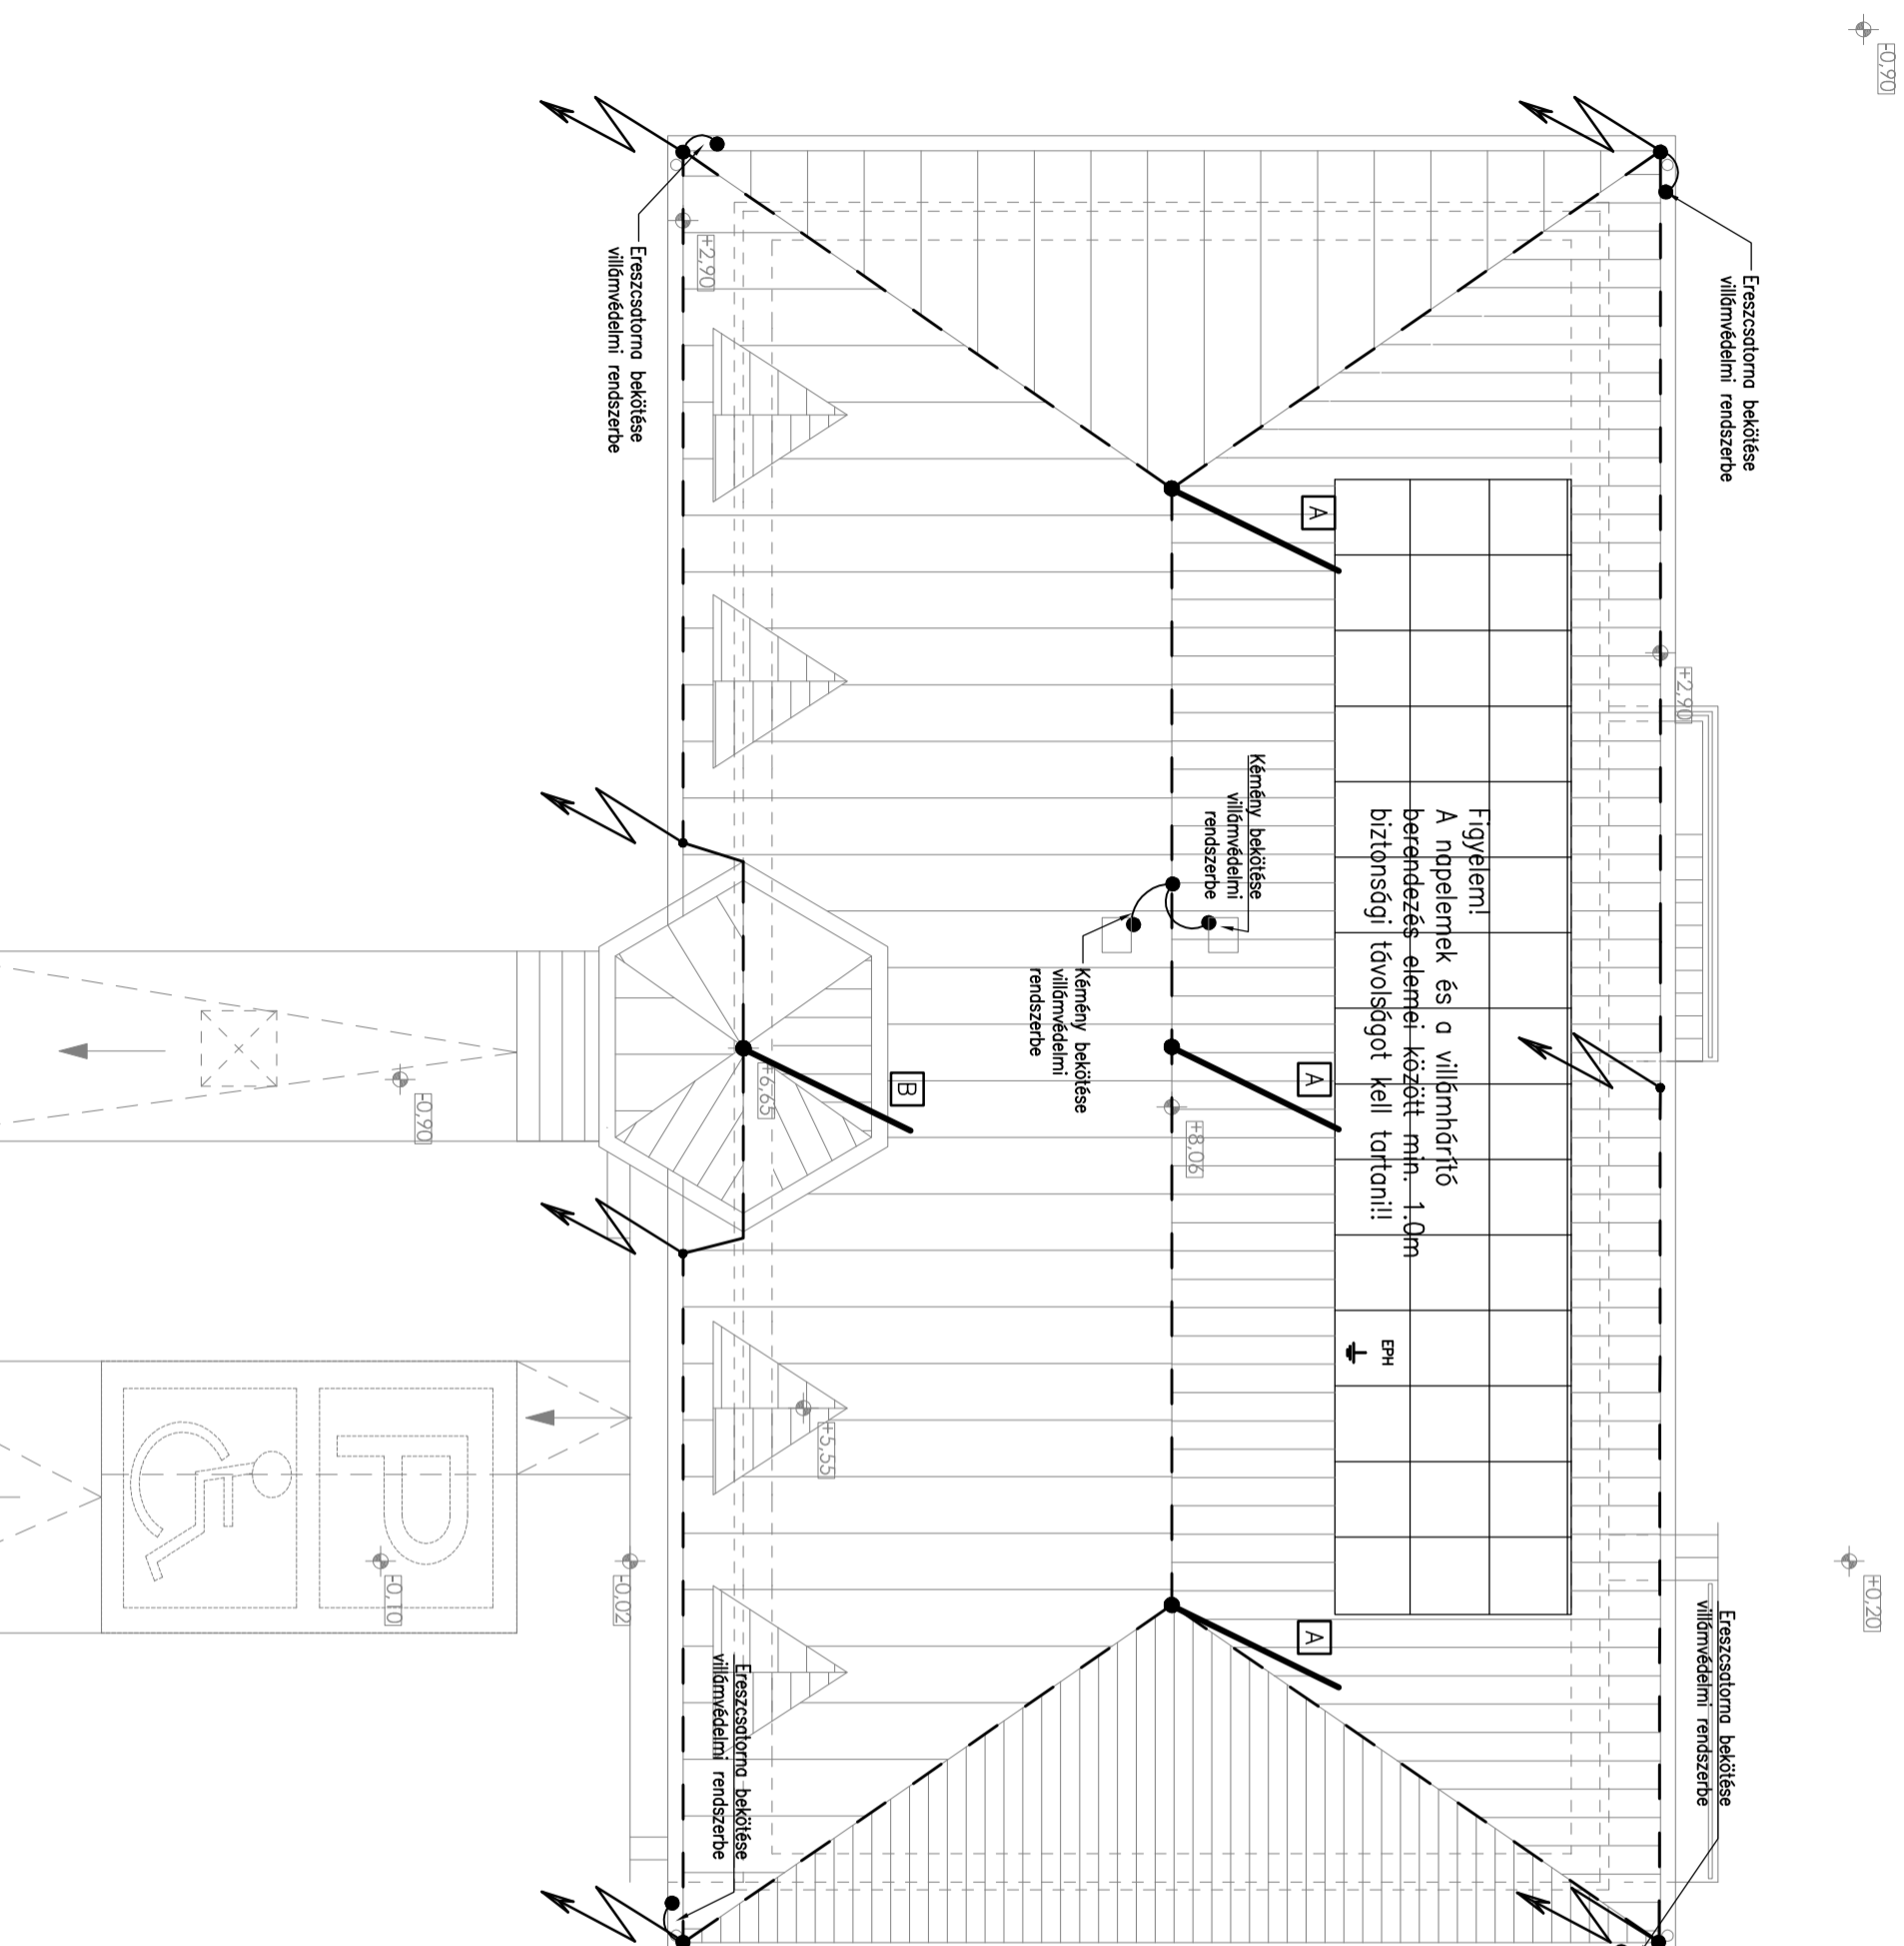 -0,90
Ereszcsatorna bekötése
villámvédelmi rendszerbe
Ereszcsatorna bekötése
villámvédelmi rendszerbe
+2,90
+2,90
A
Kémény bekötése
villámvédelmi
rendszerbe
Figyelem!
A napelemek és a villámhárító
berendezés elemei között min. 1.0m
biztonsági távolságot kell tartani!!
Kémény bekötése
villámvédelmi
rendszerbe
A
B
+6,65
-0,90
+8,06
EPH
+5,55
P
-0,10
-0,02
+0,20
A
Ereszcsatorna bekötése
villámvédelmi rendszerbe
Ereszcsatorna bekötése
villámvédelmi rendszerbe